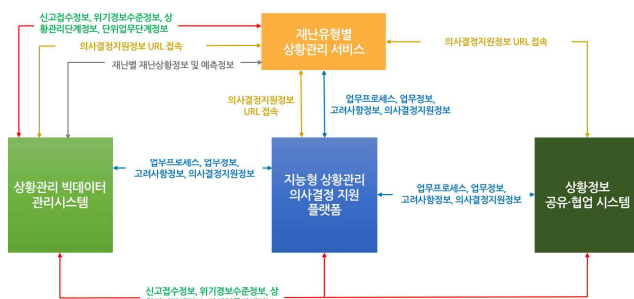 신고접수정보, 위기경보수준정보, 상
황관리단계정보, 단위업무단계정보
의사결정지원정보 URL 접속
재난별 재난상황정보 및 예측정보
재난유형별
상황관리 서비스
의사결정지원정보 URL 접속
의사결정지원정보
URL 접속
업무프로세스, 업무정보,
고려사항정보, 의사결정지원정보
상황관리 빅데이터
관리시스템
업무프로세스, 업무정보,
고려사항정보, 의사결정지원정보
지능형 상황관리
의사결정 지원
플랫폼
업무프로세스, 업무정보,
고려사항정보, 의사결정지원정보
상황정보
공유·협업 시스템
신고접수정보, 위기경보수준정보, 상